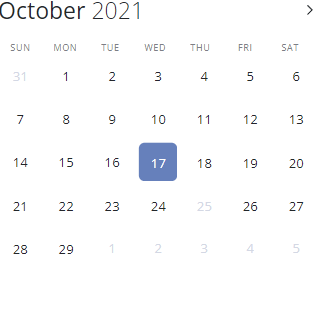 October 2021
SUN MON TUE WED THU FRI SAT
31 1 2 3 4 5 6
7 8 9 10 11 12 13
14 15 16 17 18 19 20
21 22 23 24 25 26 27
28 29 1 2 3 4 5